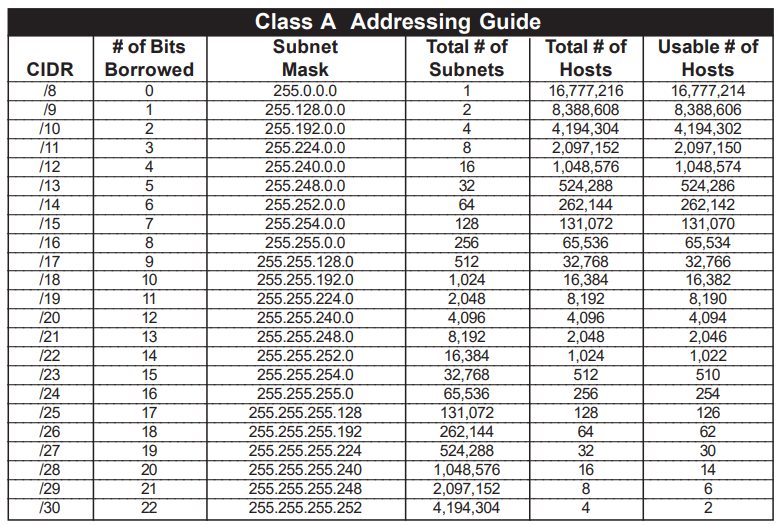 Class A Addressing Guide
CIDR # of Bits Borrowed Subnet Mask Total # of Subnets Total # of Hosts Usable # of Hosts
/8 0 255.0.0.0 1 16,777,216 16,777,214
/9 1 255.128.0.0 2 8,388,608 8,388,606
/10 2 255.192.0.0 4 4,194,304 4,194,302
/11 3 255.224.0.0 8 2,097,152 2,097,150
/12 4 255.240.0.0 16 1,048,576 1,048,574
/13 5 255.248.0.0 32 524,288 524,286
/14 6 255.252.0.0 64 262,144 262,142
/15 7 255.254.0.0 128 131,072 131,070
/16 8 255.255.0.0 256 65,536 65,534
/17 9 255.255.128.0 512 32,768 32,766
/18 10 255.255.192.0 1,024 16,384 16,382
/19 11 255.255.224.0 2,048 8,192 8,190
/20 12 255.255.240.0 4,096 4,096 4,094
/21 13 255.255.248.0 8,192 2,048 2,046
/22 14 255.255.252.0 16,384 1,024 1,022
/23 15 255.255.254.0 32,768 512 510
/24 16 255.255.255.0 65,536 256 254
/25 17 255.255.255.128 131,072 128 126
/26 18 255.255.255.192 262,144 64 62
/27 19 255.255.255.224 524,288 32 30
/28 20 255.255.255.240 1,048,576 16 14
/29 21 255.255.255.248 2,097,152 8 6
/30 22 255.255.255.252 4,194,304 4 2